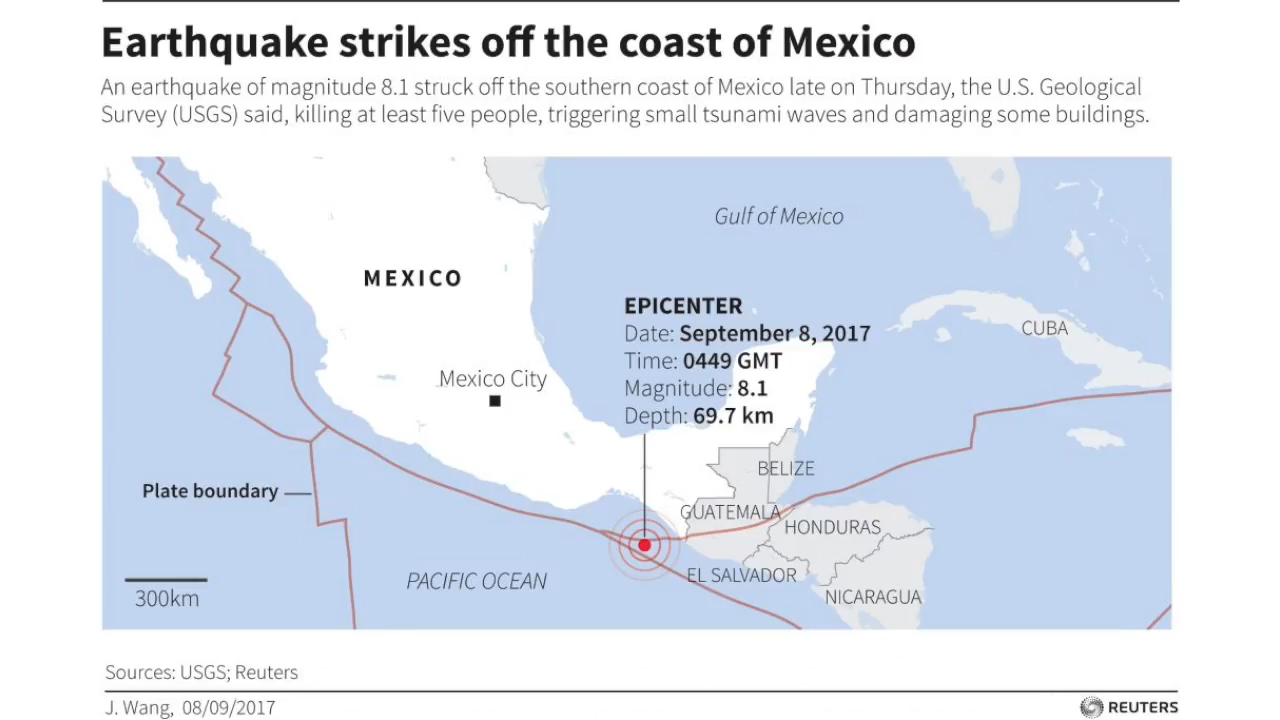 Earthquake strikes off the coast of Mexico
An earthquake of magnitude 8.1 struck off the southern coast of Mexico late on Thursday, the U.S. Geological
Survey (USGS) said, killing at least five people, triggering small tsunami waves and damaging some buildings.
Gulf of Mexico
MEXICO
EPICENTER
Date: September 8, 2017
Time: 0449 GMT
Magnitude: 8.1
Depth: 69.7 km
CUBA
Mexico City
BELIZE
Plate boundary
GUATEMALA
HONDURAS
PACIFIC OCEAN
EL SALVADOR
NICARAGUA
300km
Sources: USGS; Reuters
J. Wang, 08/09/2017
REUTERS